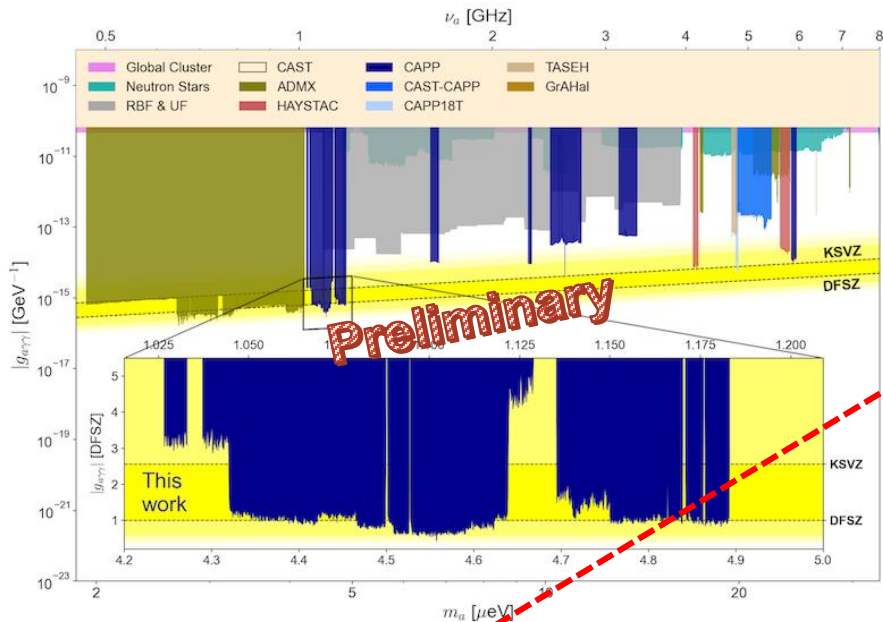 ν_a [GHz]
0.5 1 2 3 4 5 6 7 8
Global Cluster CAST CAPP TASEH
Neutron Stars ADMX CAST-CAPP GrAHal
RBF & UF HAYSTAC CAPP18T
10⁻⁹
10⁻¹¹
10⁻¹³
10⁻¹⁵
10⁻¹⁷
10⁻¹⁹
10⁻²¹
10⁻²³
|g_aγγ| [GeV⁻¹]
KSVZ
DFSZ
Preliminary
1.025 1.050 1.125 1.150 1.175 1.200
5
4
3
2
1
|g_aγγ| [DFSZ]
This
work
KSVZ
DFSZ
4.2 4.3 4.4 4.5 4.6 4.7 4.8 4.9 5.0
2 5 20
m_a [μeV]